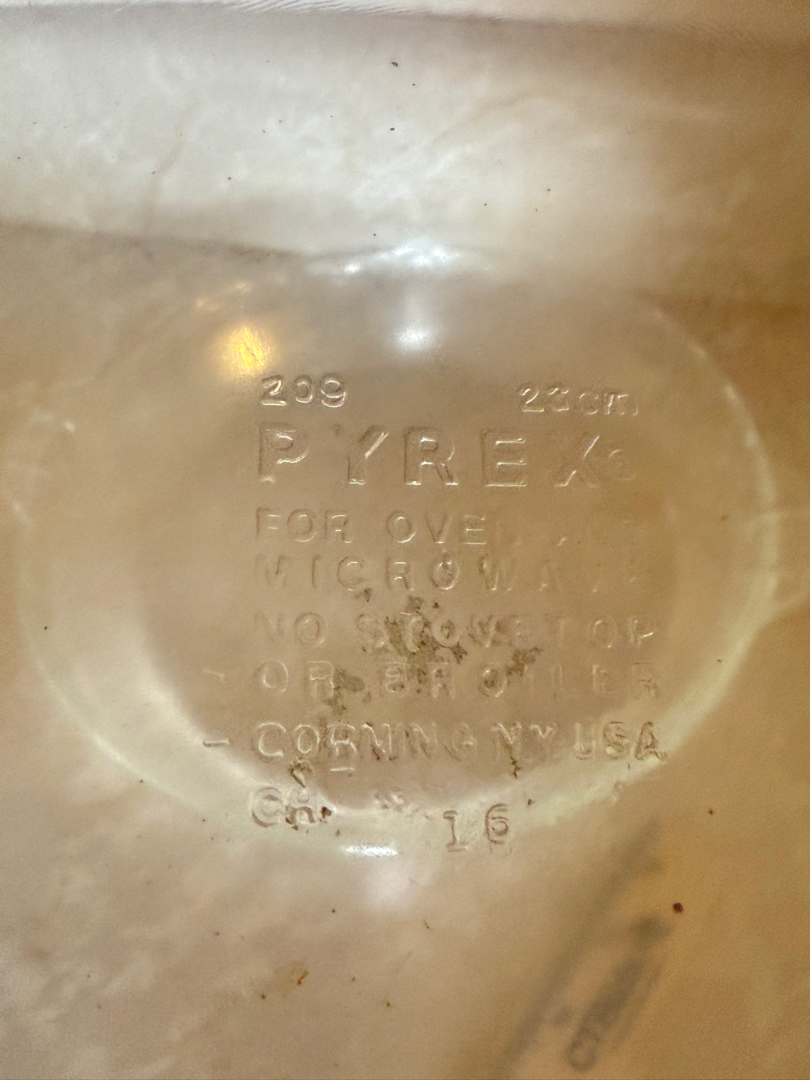 209 23cm
PYREX®
FOR OVEN
MICROWAVE
NO STOVETOP
OR BROILER
CORNING NY USA
16